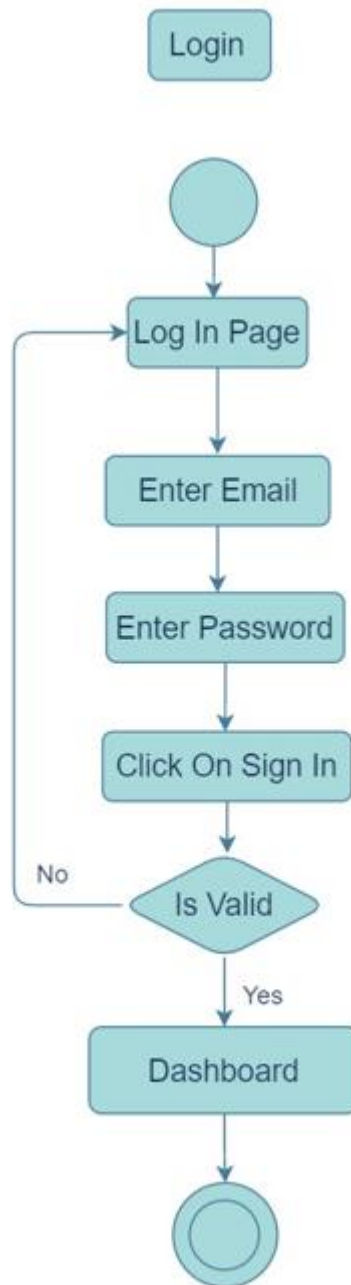 Login
Log In Page
Enter Email
Enter Password
Click On Sign In
Is Valid
No
Yes
Dashboard